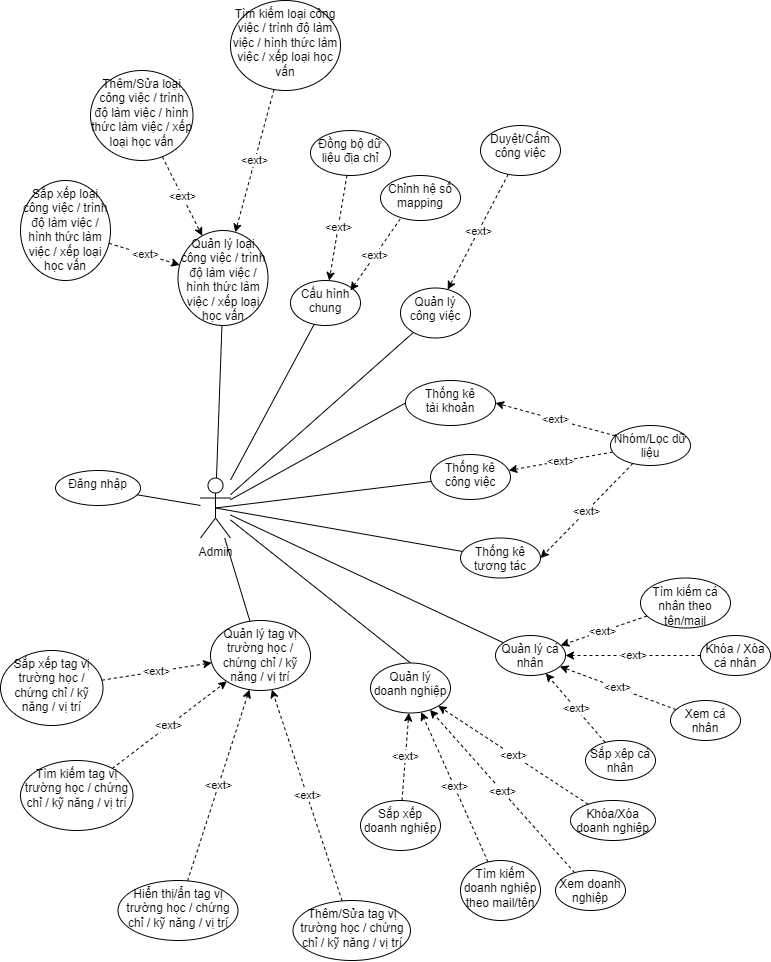 Tìm kiếm loại công
việc / trình độ làm
việc / hình thức làm
việc / xếp loại học
vấn
Thêm/Sửa loại
công việc / trình
độ làm việc / hình
thức làm việc / xếp
loại học vấn
Đồng bộ dữ
liệu địa chỉ
Duyệt/Cấm
công việc
<ext>
<ext>
Chỉnh hệ số
mapping
Sắp xếp loại
công việc / trình
độ làm việc /
hình thức làm
việc / xếp loại
học vấn
<ext>
<ext>
<ext>
<ext>
Quản lý loại
công việc / trình
độ làm việc /
hình thức làm
việc / xếp loại
học vấn
Cấu hình
chung
Quản lý
công việc
Thống kê
tài khoản
<ext>
Nhóm/Lọc dữ
liệu
Thống kê
công việc
<ext>
Đăng nhập
<ext>
Admin
Thống kê
tương tác
Tìm kiếm cá
nhân theo
tên/mail
Quản lý tag vị
trường học /
chứng chỉ / kỹ
năng / vị trí
<ext>
Quản lý cá
nhân
<ext>
Khóa / Xóa
cá nhân
Sắp xếp tag vị
trường học /
chứng chỉ / kỹ
năng / vị trí
<ext>
Quản lý
doanh nghiệp
<ext>
<ext>
Xem cá
nhân
<ext>
Sắp xếp cá
nhân
<ext>
<ext>
Tìm kiếm tag vị
trường học / chứng
chỉ / kỹ năng / vị trí
<ext>
<ext>
<ext>
<ext>
Sắp xếp
doanh nghiệp
Khóa/Xóa
doanh nghiệp
Tìm kiếm
doanh nghiệp
theo mail/tên
Xem doanh
nghiệp
Hiển thi/ẩn tag vị
trường học / chứng
chỉ / kỹ năng / vị trí
Thêm/Sửa tag vị
trường học / chứng
chỉ / kỹ năng / vị trí